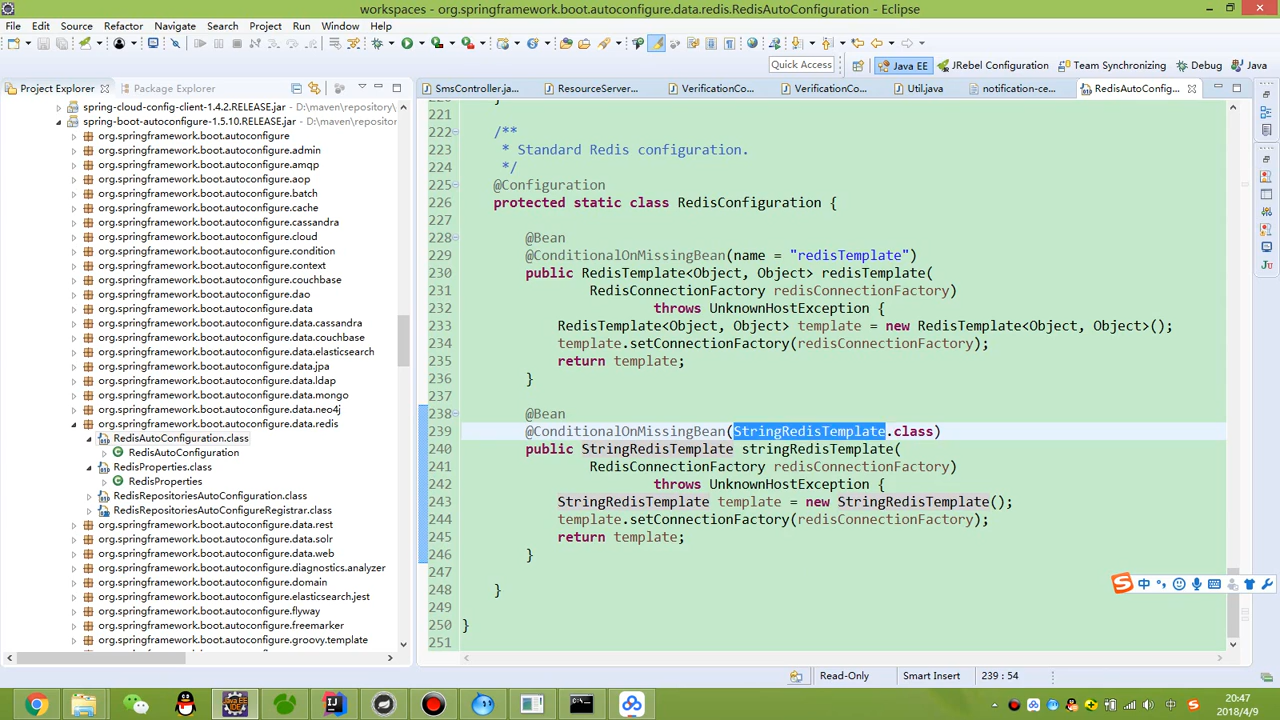 workspaces - org.springframework.boot.autoconfigure.data.redis.RedisAutoConfiguration - Eclipse
File Edit Source Refactor Navigate Search Project Run Window Help
Quick Access Java EE JRebel Configuration Team Synchronizing Debug Java
Project Explorer Package Explorer
SmsController.ja... ResourceServer... VerificationCo... VerificationCo... Util.java notification-ce... RedisAutoConfig...
spring-cloud-config-client-1.4.2.RELEASE.jar - D:\maven\repository\
spring-boot-autoconfigure-1.5.10.RELEASE.jar - D:\maven\repositor
org.springframework.boot.autoconfigure
org.springframework.boot.autoconfigure.admin
org.springframework.boot.autoconfigure.amqp
org.springframework.boot.autoconfigure.aop
org.springframework.boot.autoconfigure.batch
org.springframework.boot.autoconfigure.cache
org.springframework.boot.autoconfigure.cassandra
org.springframework.boot.autoconfigure.cloud
org.springframework.boot.autoconfigure.condition
org.springframework.boot.autoconfigure.context
org.springframework.boot.autoconfigure.couchbase
org.springframework.boot.autoconfigure.dao
org.springframework.boot.autoconfigure.data
org.springframework.boot.autoconfigure.data.cassandra
org.springframework.boot.autoconfigure.data.couchbase
org.springframework.boot.autoconfigure.data.elasticsearch
org.springframework.boot.autoconfigure.data.jpa
org.springframework.boot.autoconfigure.data.ldap
org.springframework.boot.autoconfigure.data.mongo
org.springframework.boot.autoconfigure.data.neo4j
org.springframework.boot.autoconfigure.data.redis
RedisAutoConfiguration.class
RedisAutoConfiguration
RedisProperties.class
RedisProperties
RedisRepositoriesAutoConfiguration.class
RedisRepositoriesAutoConfigureRegistrar.class
org.springframework.boot.autoconfigure.data.rest
org.springframework.boot.autoconfigure.data.solr
org.springframework.boot.autoconfigure.data.web
org.springframework.boot.autoconfigure.diagnostics.analyzer
org.springframework.boot.autoconfigure.domain
org.springframework.boot.autoconfigure.elasticsearch.jest
org.springframework.boot.autoconfigure.flyway
org.springframework.boot.autoconfigure.freemarker
org.springframework.boot.autoconfigure.groovy.template
220 }
221
222 /**
223 * Standard Redis configuration.
224 */
225 @Configuration
226 protected static class RedisConfiguration {
227
228 @Bean
229 @ConditionalOnMissingBean(name = "redisTemplate")
230 public RedisTemplate<Object, Object> redisTemplate(
231 RedisConnectionFactory redisConnectionFactory)
232 throws UnknownHostException {
233 RedisTemplate<Object, Object> template = new RedisTemplate<Object, Object>();
234 template.setConnectionFactory(redisConnectionFactory);
235 return template;
236 }
237
238 @Bean
239 @ConditionalOnMissingBean(StringRedisTemplate.class)
240 public StringRedisTemplate stringRedisTemplate(
241 RedisConnectionFactory redisConnectionFactory)
242 throws UnknownHostException {
243 StringRedisTemplate template = new StringRedisTemplate();
244 template.setConnectionFactory(redisConnectionFactory);
245 return template;
246 }
247
248 }
249
250 }
251
中
Read-Only Smart Insert 239 : 54
中
20:47
2018/4/9